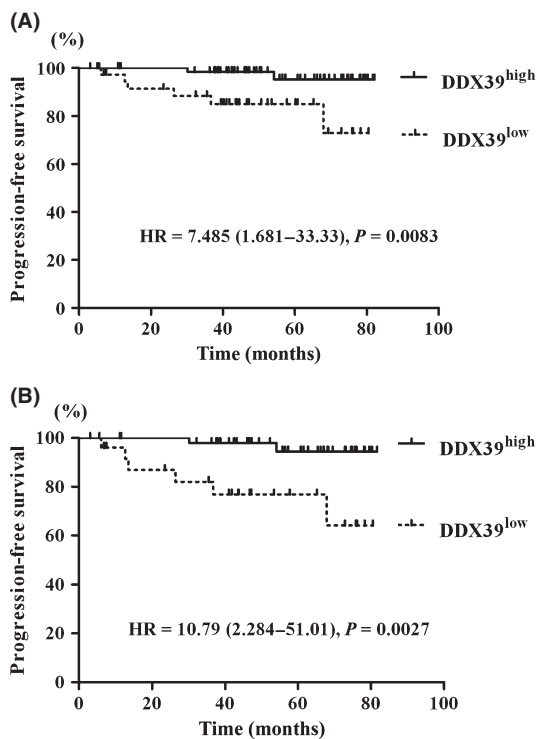 (A)
(%)
100
80
60
40
20
0
Progression-free survival
DDX39high
DDX39low
HR = 7.485 (1.681–33.33), P = 0.0083
0 20 40 60 80 100
Time (months)
(B)
(%)
100
80
60
40
20
0
Progression-free survival
DDX39high
DDX39low
HR = 10.79 (2.284–51.01), P = 0.0027
0 20 40 60 80 100
Time (months)